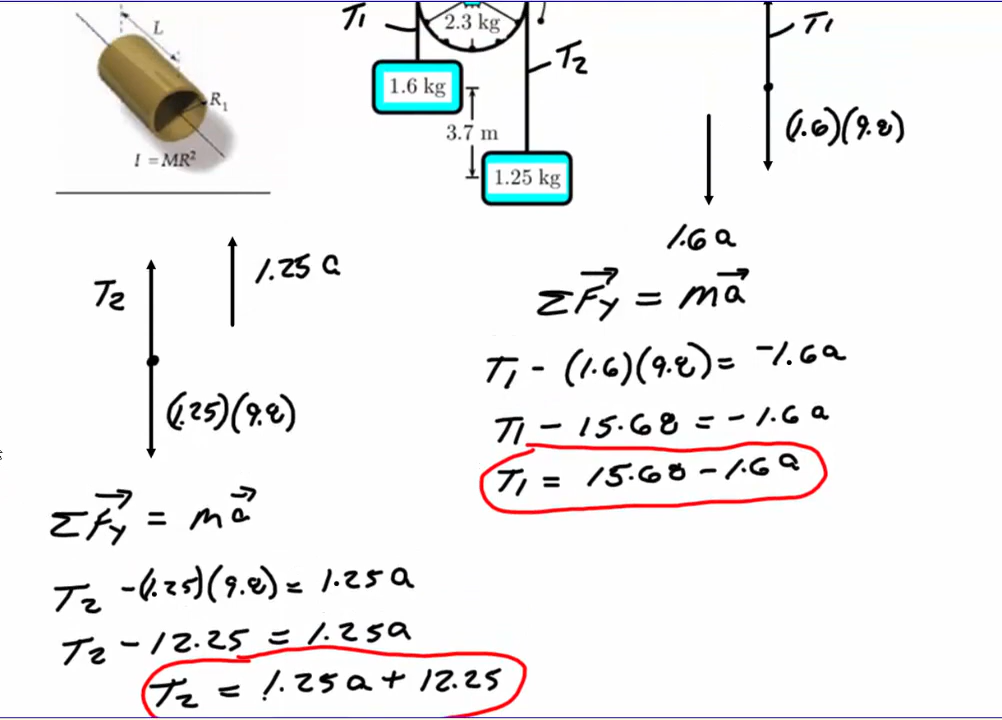 L
R₁
I = MR²
T1
2.3 kg
T2
1.6 kg
3.7 m
1.25 kg
T1
(1.6)(9.8)
1.6a
ΣF⃗y = ma⃗
T1 - (1.6)(9.8) = -1.6a
T1 - 15.68 = -1.6a
T1 = 15.68 - 1.6a
T2
1.25 a
(1.25)(9.8)
ΣF⃗y = ma⃗
T2 -(1.25)(9.8) = 1.25a
T2 - 12.25 = 1.25a
T2 = 1.25a + 12.25